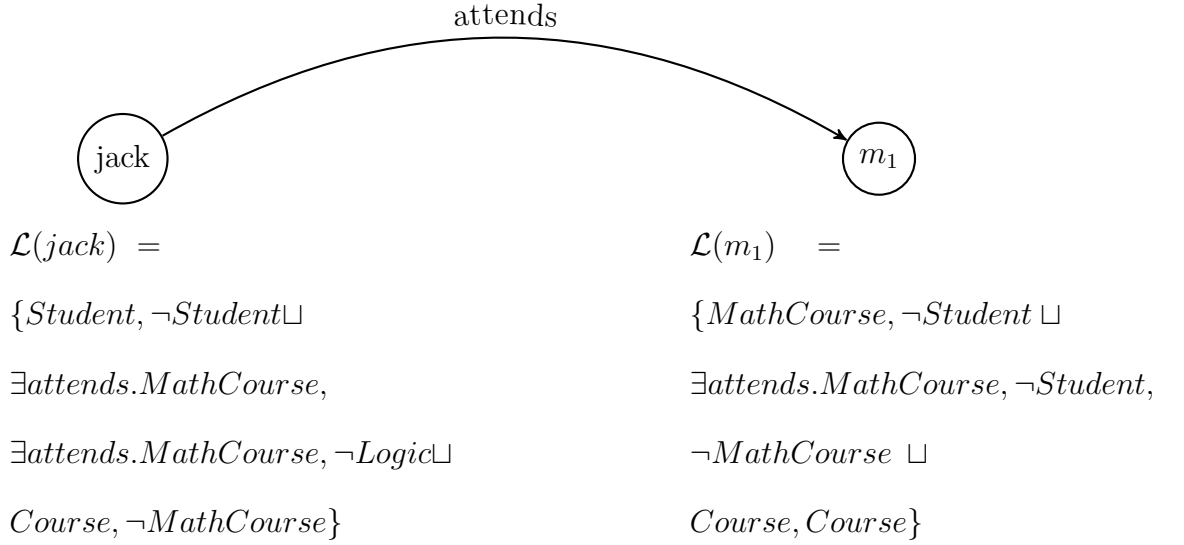 attends
jack
m₁
ℒ(jack) =
{Student, ¬Student⊔
∃attends.MathCourse,
∃attends.MathCourse, ¬Logic⊔
Course, ¬MathCourse}
ℒ(m₁) =
{MathCourse, ¬Student ⊔
∃attends.MathCourse, ¬Student,
¬MathCourse ⊔
Course, Course}